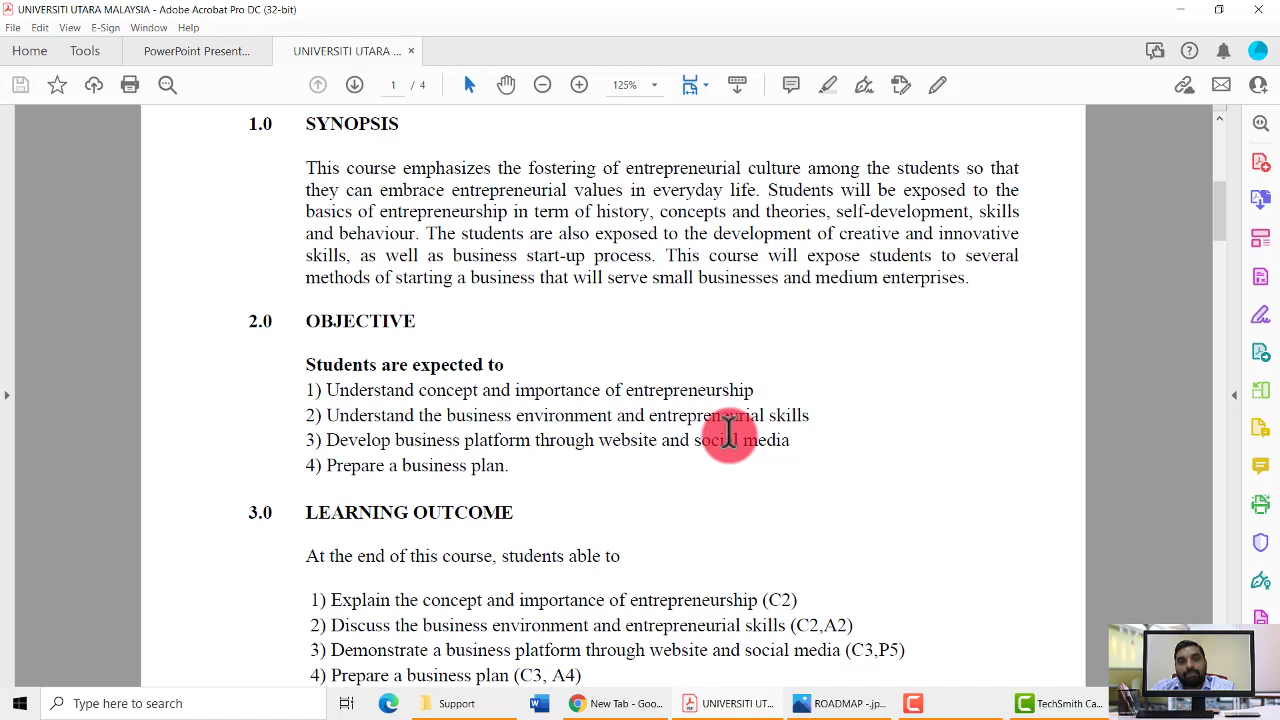 UNIVERSITI UTARA MALAYSIA - Adobe Acrobat Pro DC (32-bit)
File Edit View E-Sign Window Help
Home Tools PowerPoint Present... UNIVERSITI UTARA ... ×
1 / 4 125%
1.0 SYNOPSIS
This course emphasizes the fostering of entrepreneurial culture among the students so that
they can embrace entrepreneurial values in everyday life. Students will be exposed to the
basics of entrepreneurship in term of history, concepts and theories, self-development, skills
and behaviour. The students are also exposed to the development of creative and innovative
skills, as well as business start-up process. This course will expose students to several
methods of starting a business that will serve small businesses and medium enterprises.
2.0 OBJECTIVE
Students are expected to
1) Understand concept and importance of entrepreneurship
2) Understand the business environment and entrepreneurial skills
3) Develop business platform through website and social media
4) Prepare a business plan.
3.0 LEARNING OUTCOME
At the end of this course, students able to
1) Explain the concept and importance of entrepreneurship (C2)
2) Discuss the business environment and entrepreneurial skills (C2,A2)
3) Demonstrate a business platform through website and social media (C3,P5)
4) Prepare a business plan (C3, A4)
Type here to search New Tab - Goo... UNIVERSITI UT... ROADMAP -.jp... TechSmith Ca...